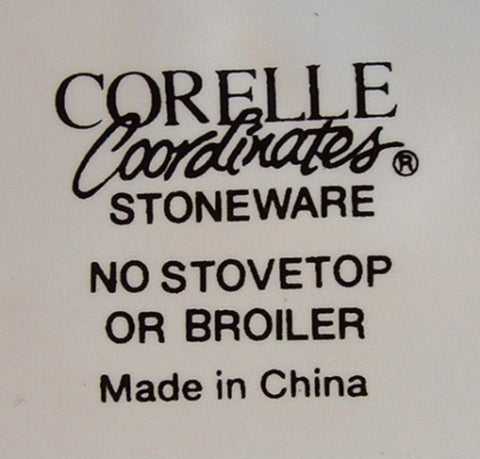 CORELLE
Coordinates®
STONEWARE
NO STOVETOP
OR BROILER
Made in China